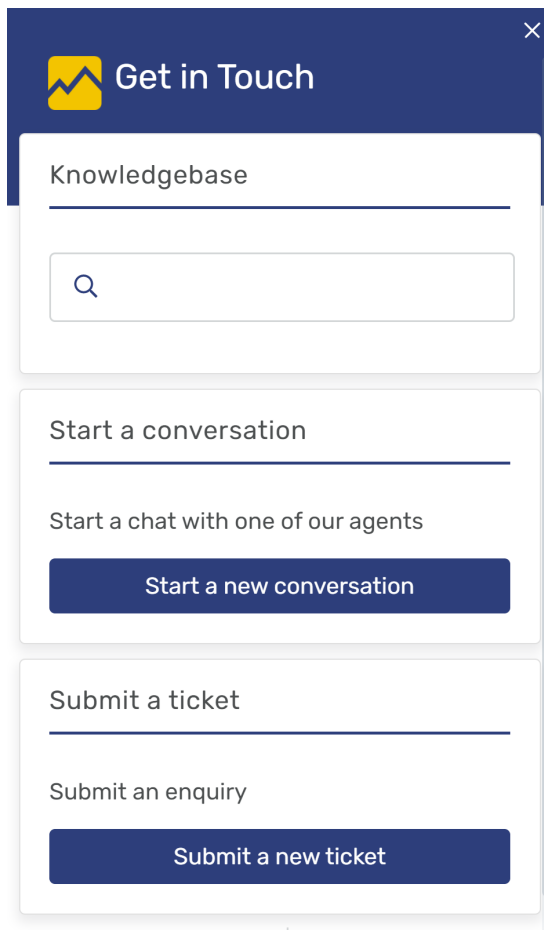 Get in Touch
Knowledgebase
Start a conversation
Start a chat with one of our agents
Start a new conversation
Submit a ticket
Submit an enquiry
Submit a new ticket